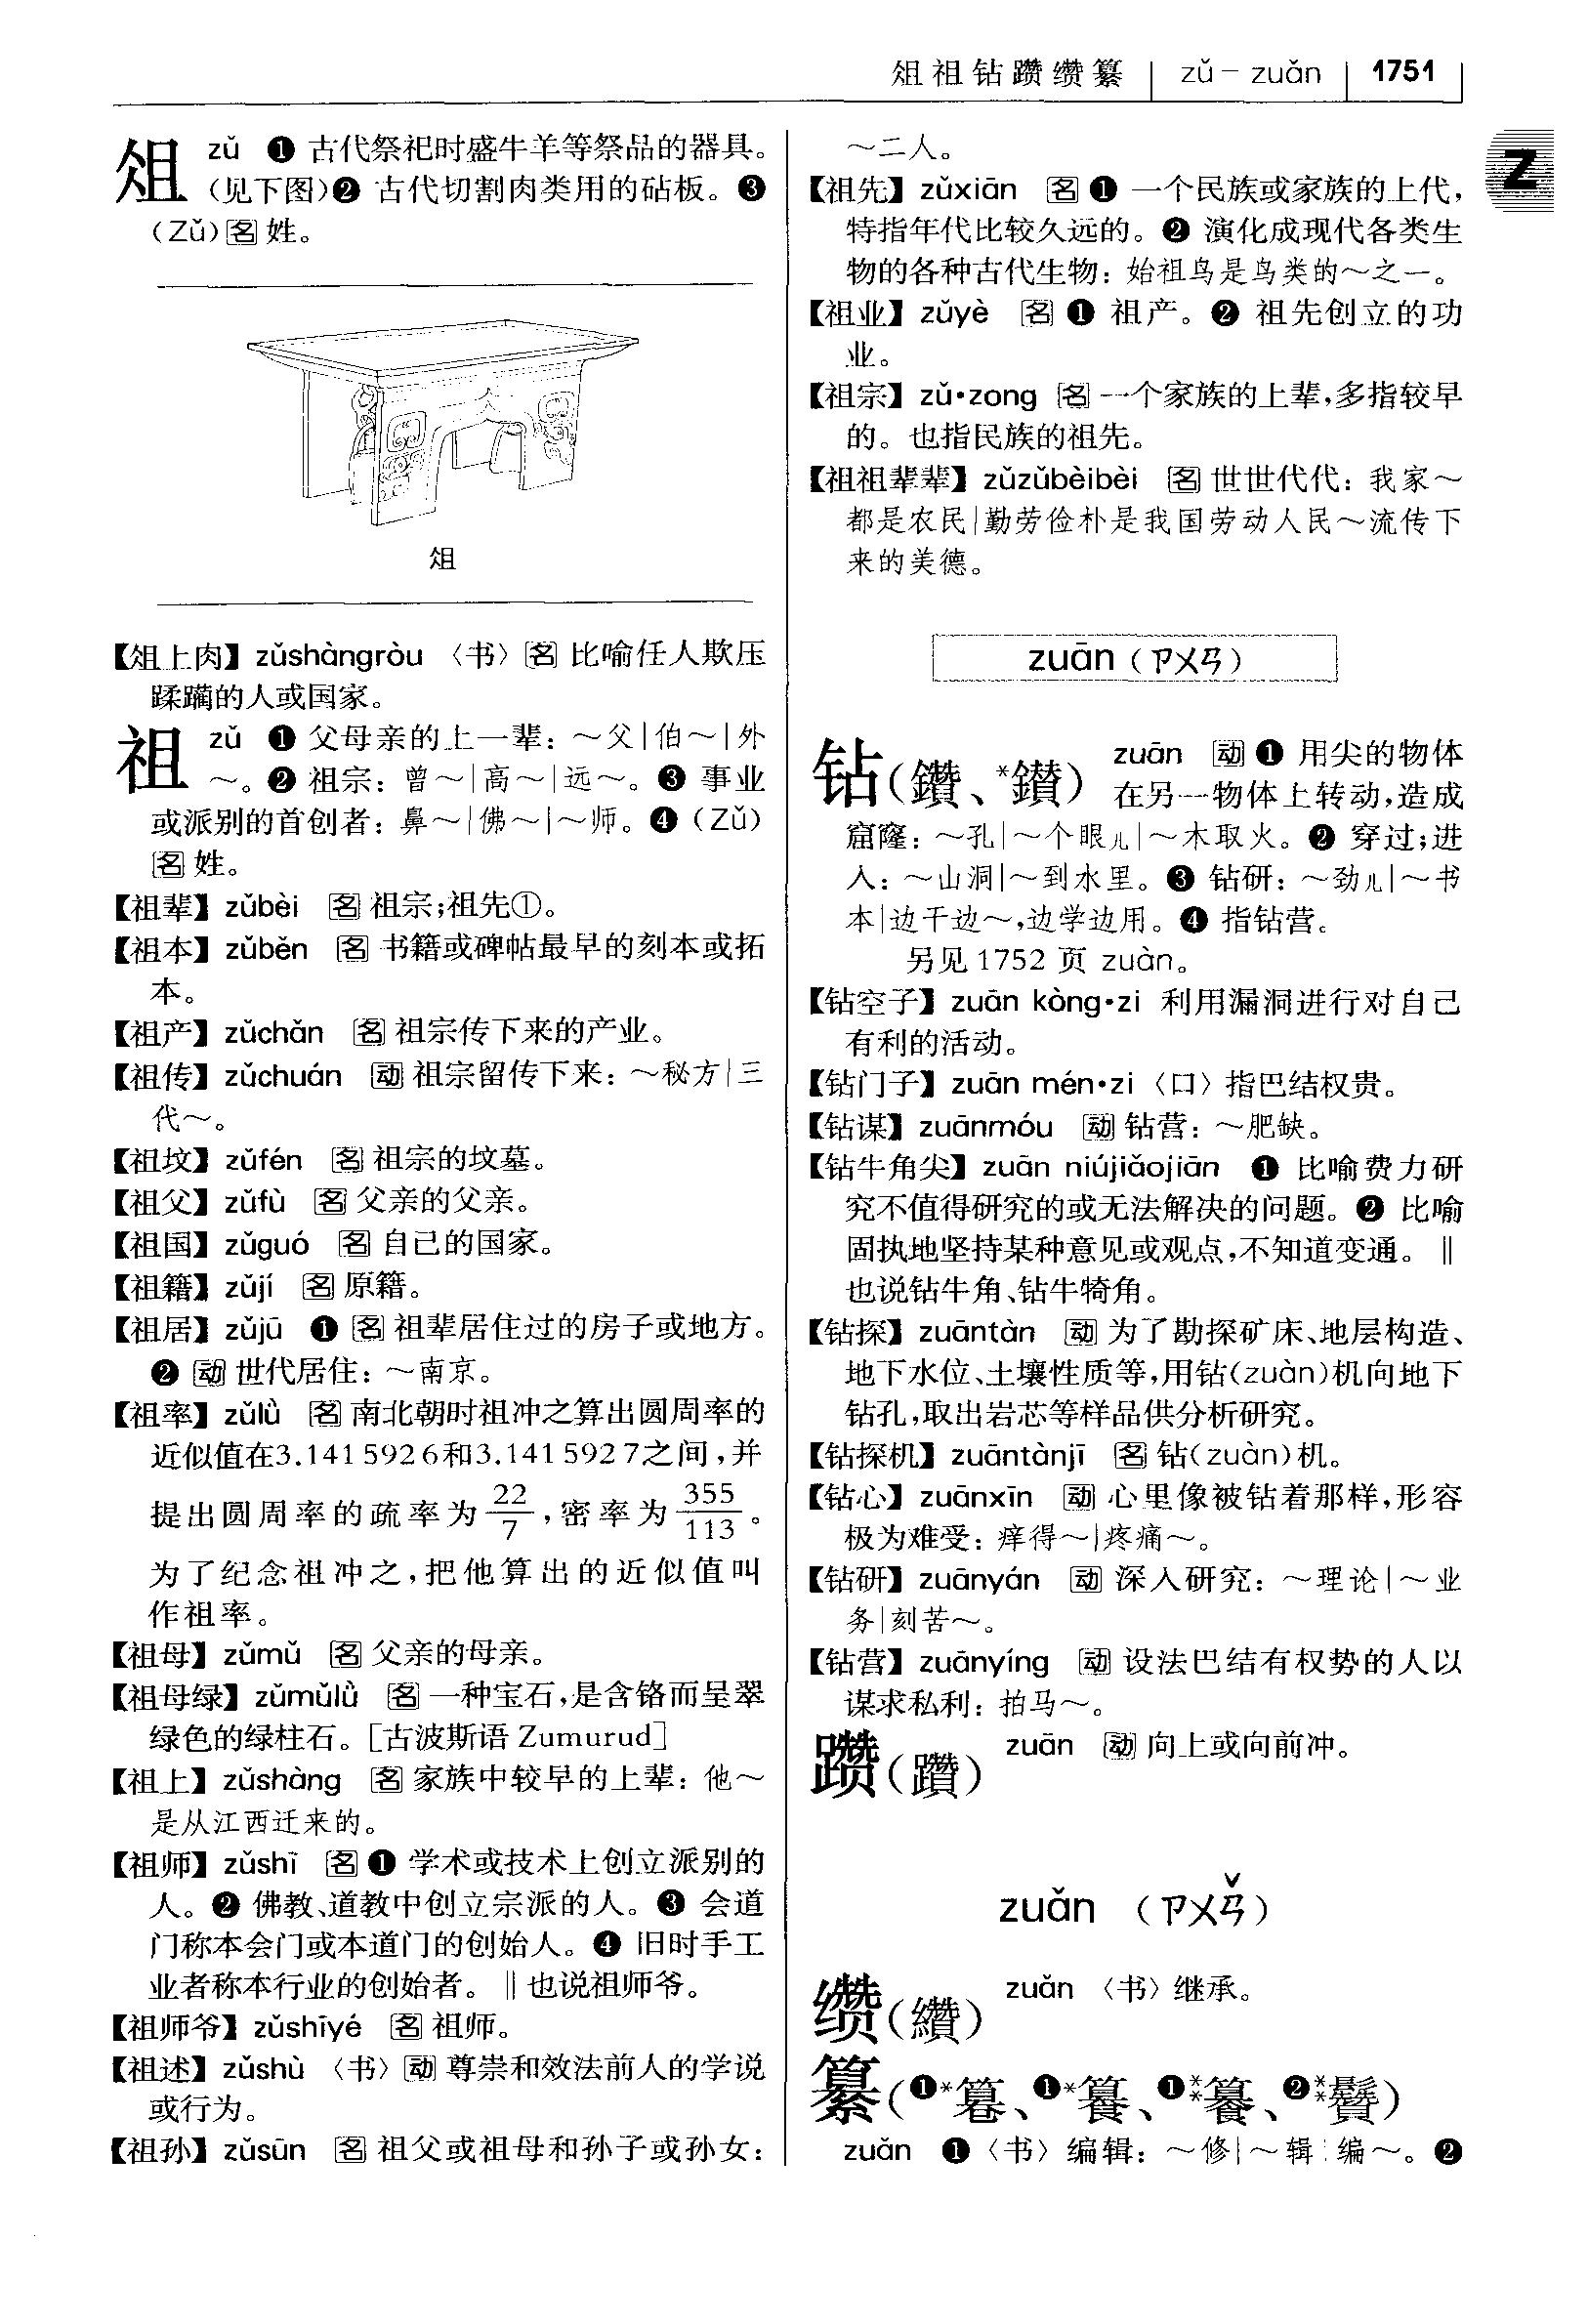 俎祖钻躜缵纂 | zǔ－zuǎn | 1751
Z
俎 zǔ ❶ 古代祭祀时盛牛羊等祭品的器具。
（见下图）❷ 古代切割肉类用的砧板。❸
（Zǔ）名 姓。
俎
【俎上肉】zǔshàngròu 〈书〉名 比喻任人欺压
蹂躏的人或国家。
祖 zǔ ❶ 父母亲的上一辈：～父｜伯～｜外
～。❷ 祖宗：曾～｜高～｜远～。❸ 事业
或派别的首创者：鼻～｜佛～｜～师。❹（Zǔ）
名 姓。
【祖辈】zǔbèi 名 祖宗；祖先①。
【祖本】zǔběn 名 书籍或碑帖最早的刻本或拓
本。
【祖产】zǔchǎn 名 祖宗传下来的产业。
【祖传】zǔchuán 动 祖宗留传下来：～秘方｜三
代～。
【祖坟】zǔfén 名 祖宗的坟墓。
【祖父】zǔfù 名 父亲的父亲。
【祖国】zǔguó 名 自己的国家。
【祖籍】zǔjí 名 原籍。
【祖居】zǔjū ❶ 名 祖辈居住过的房子或地方。
❷ 动 世代居住：～南京。
【祖率】zǔlǜ 名 南北朝时祖冲之算出圆周率的
近似值在3.141 592 6和3.141 592 7之间，并
提出圆周率的疏率为22/7，密率为355/113。
为了纪念祖冲之，把他算出的近似值叫
作祖率。
【祖母】zǔmǔ 名 父亲的母亲。
【祖母绿】zǔmǔlǜ 名 一种宝石，是含铬而呈翠
绿色的绿柱石。［古波斯语 Zumurud］
【祖上】zǔshàng 名 家族中较早的上辈：他～
是从江西迁来的。
【祖师】zǔshī 名 ❶ 学术或技术上创立派别的
人。❷ 佛教、道教中创立宗派的人。❸ 会道
门称本会门或本道门的创始人。❹ 旧时手工
业者称本行业的创始者。‖也说祖师爷。
【祖师爷】zǔshīyé 名 祖师。
【祖述】zǔshù 〈书〉动 尊崇和效法前人的学说
或行为。
【祖孙】zǔsūn 名 祖父或祖母和孙子或孙女：
～二人。
【祖先】zǔxiān 名 ❶ 一个民族或家族的上代，
特指年代比较久远的。❷ 演化成现代各类生
物的各种古代生物：始祖鸟是鸟类的～之一。
【祖业】zǔyè 名 ❶ 祖产。❷ 祖先创立的功
业。
【祖宗】zǔ·zong 名 一个家族的上辈，多指较早
的。也指民族的祖先。
【祖祖辈辈】zǔzǔbèibèi 名 世世代代：我家～
都是农民｜勤劳俭朴是我国劳动人民～流传下
来的美德。
zuān（ㄗㄨㄢ）
钻（鑽、*鑚） zuān 动 ❶ 用尖的物体
在另一物体上转动，造成
窟窿：～孔｜～个眼儿｜～木取火。❷ 穿过；进
入：～山洞｜～到水里。❸ 钻研：～劲儿｜～书
本｜边干边～，边学边用。❹ 指钻营。
另见1752 页 zuàn。
【钻空子】zuān kòng·zi 利用漏洞进行对自己
有利的活动。
【钻门子】zuān mén·zi 〈口〉指巴结权贵。
【钻谋】zuānmóu 动 钻营：～肥缺。
【钻牛角尖】zuān niújiǎojiān ❶ 比喻费力研
究不值得研究的或无法解决的问题。❷ 比喻
固执地坚持某种意见或观点，不知道变通。‖
也说钻牛角、钻牛犄角。
【钻探】zuāntàn 动 为了勘探矿床、地层构造、
地下水位、土壤性质等，用钻（zuàn）机向地下
钻孔，取出岩芯等样品供分析研究。
【钻探机】zuāntànjī 名 钻（zuàn）机。
【钻心】zuānxīn 动 心里像被钻着那样，形容
极为难受：痒得～｜疼痛～。
【钻研】zuānyán 动 深入研究：～理论｜～业
务｜刻苦～。
【钻营】zuānyíng 动 设法巴结有权势的人以
谋求私利：拍马～。
躜（躦） zuān 动 向上或向前冲。
zuǎn （ㄗㄨㄢˇ）
缵（纘） zuǎn 〈书〉继承。
纂（❶*篹、❶*籑、❶⁑䉵、❷⁑鬢）
zuǎn ❶〈书〉编辑：～修｜～辑｜编～。❷